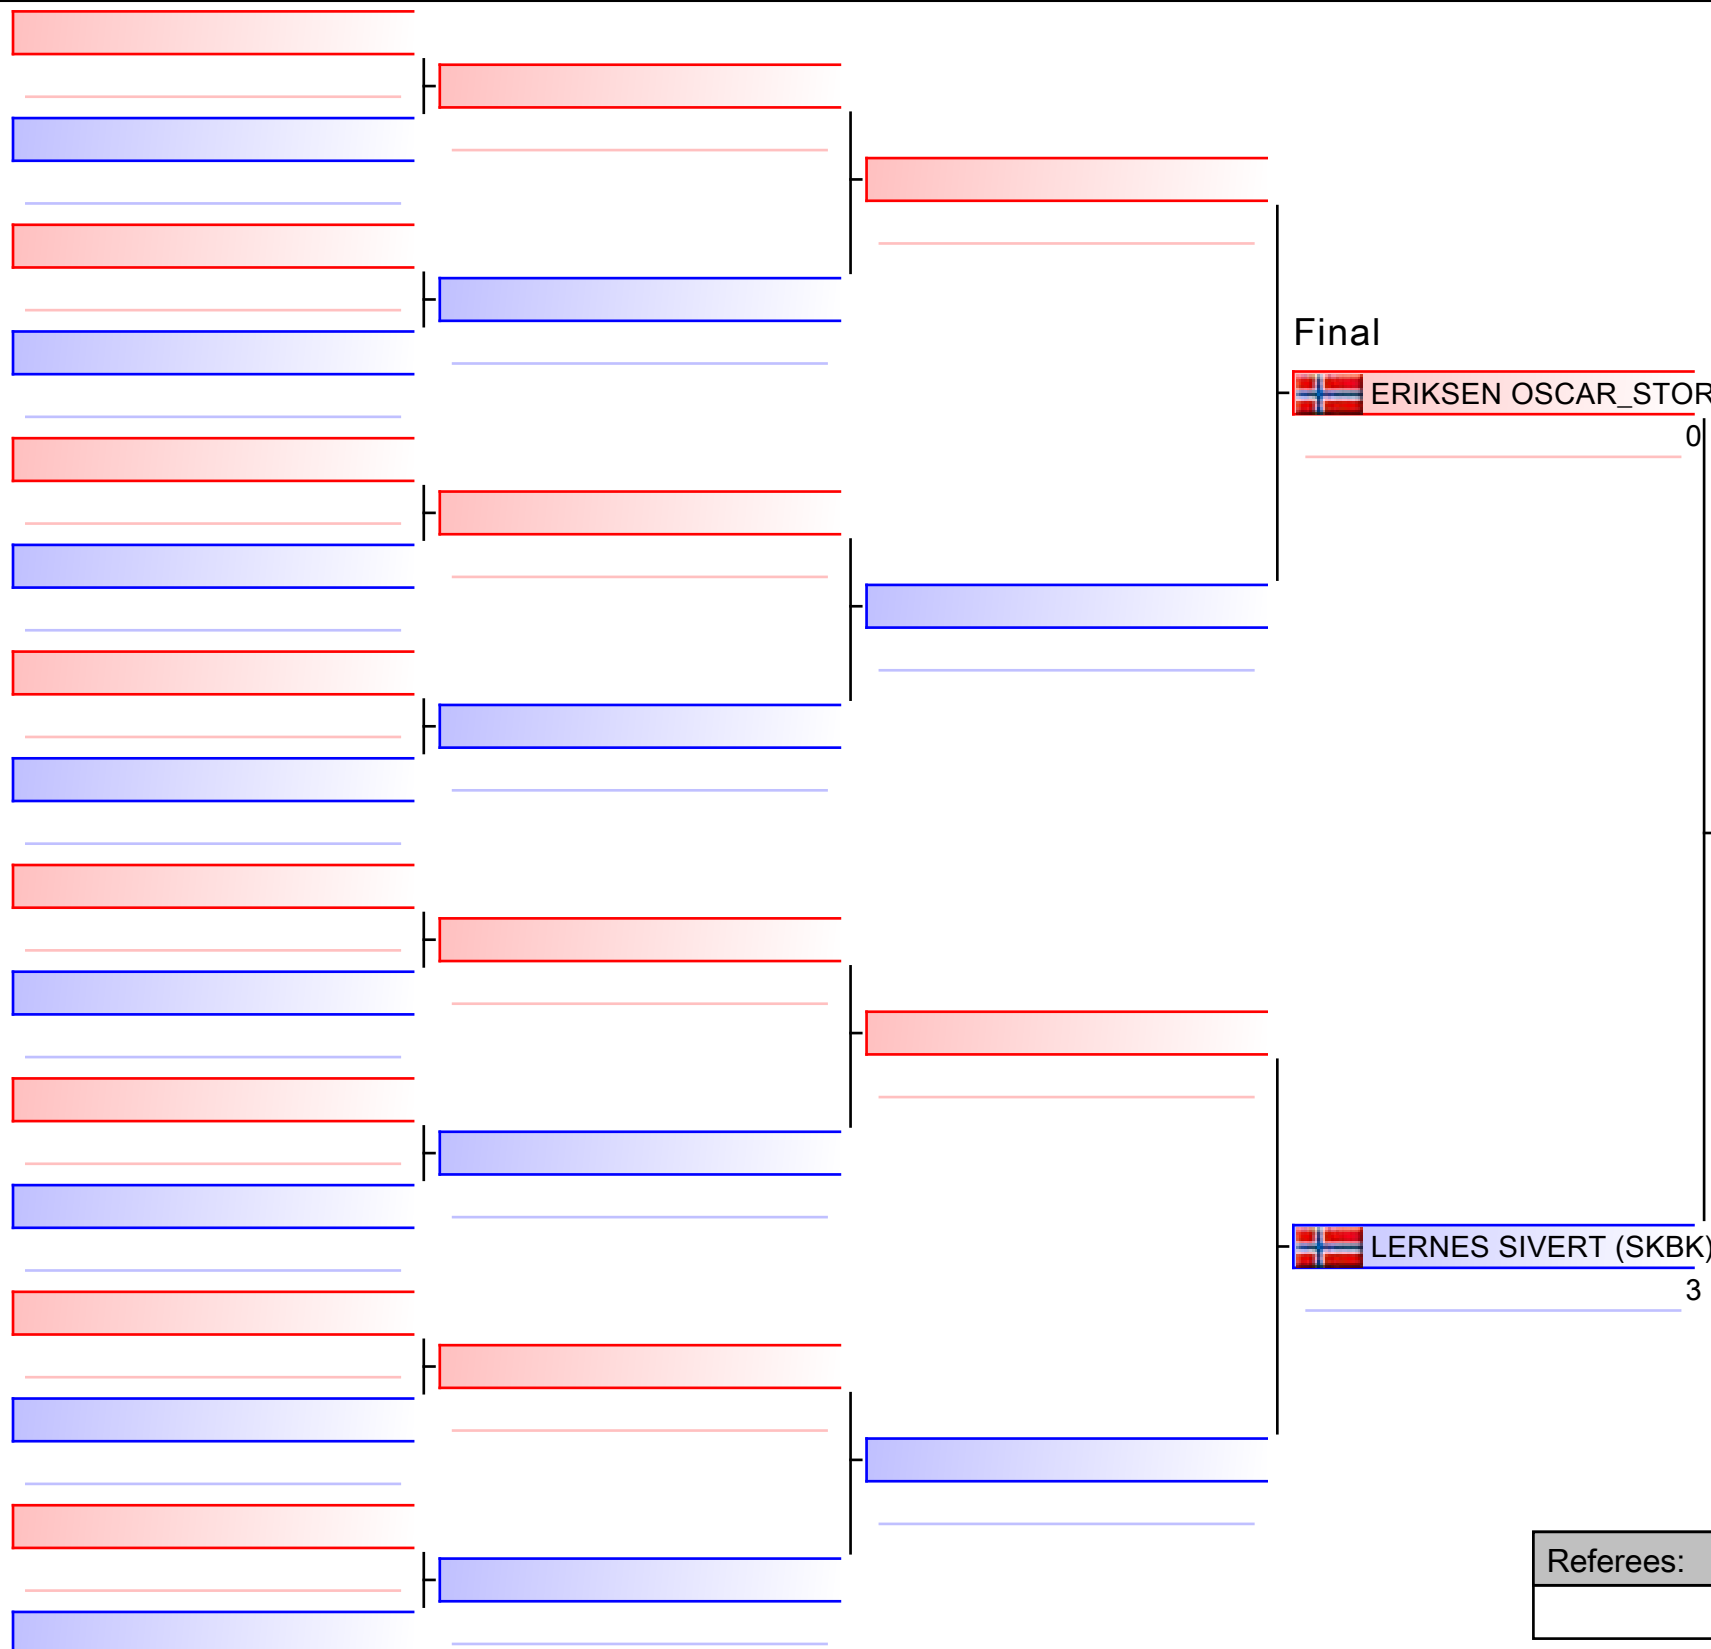 Final
ERIKSEN OSCAR_STOR
0
LERNES SIVERT (SKBK)
3
Referees: